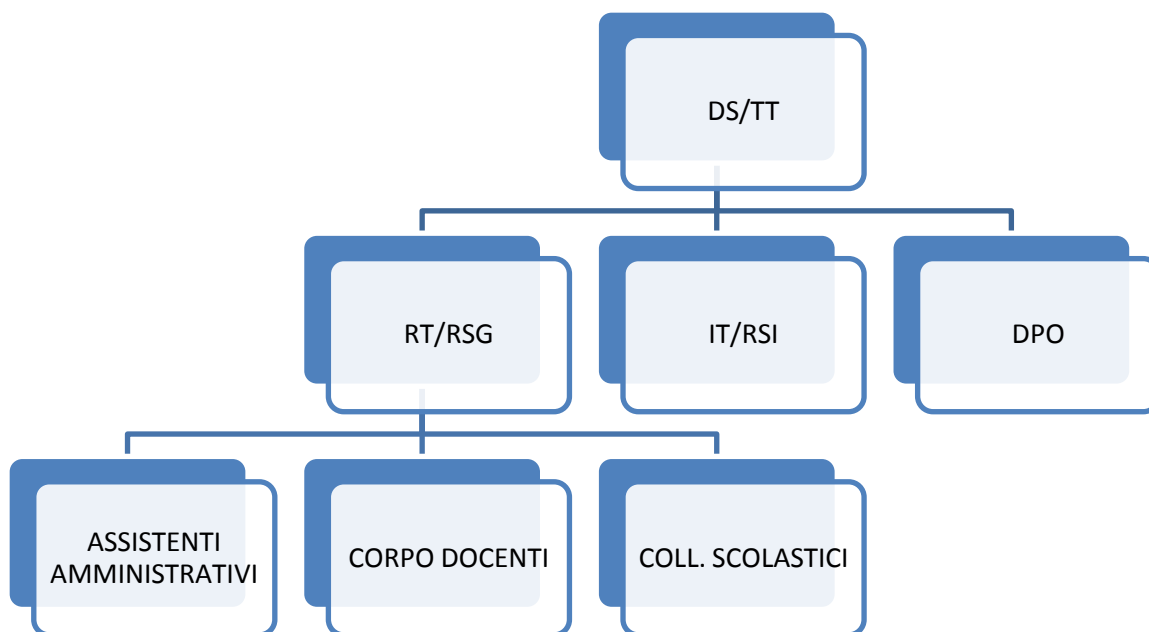 DS/TT
RT/RSG
IT/RSI
DPO
ASSISTENTI
AMMINISTRATIVI
CORPO DOCENTI
COLL. SCOLASTICI